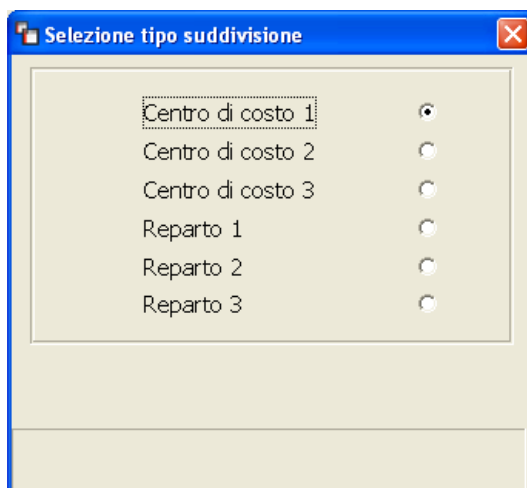 Selezione tipo suddivisione
Centro di costo 1
Centro di costo 2
Centro di costo 3
Reparto 1
Reparto 2
Reparto 3